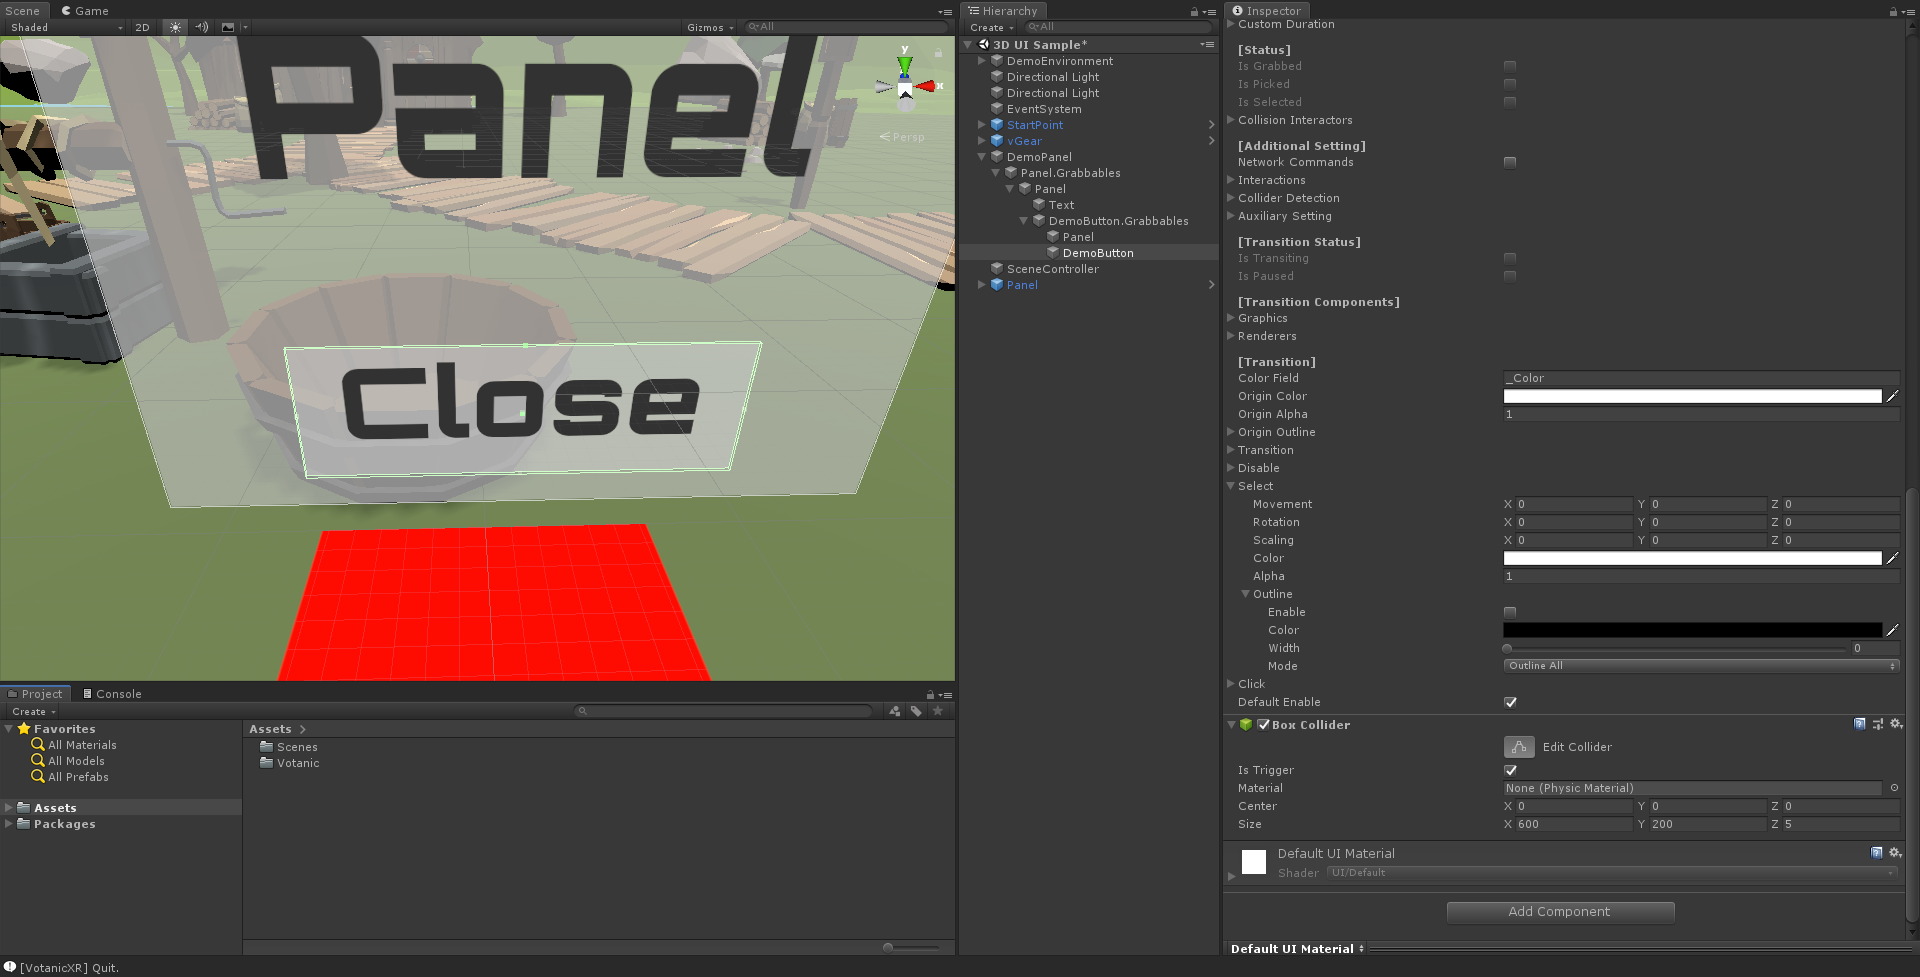 Scene
Game
Shaded
2D
Gizmos
All
Panel
Close
y
x
Persp
Hierarchy
Create
All
3D UI Sample*
DemoEnvironment
Directional Light
Directional Light
EventSystem
StartPoint
vGear
DemoPanel
Panel.Grabbables
Panel
Text
DemoButton.Grabbables
Panel
DemoButton
SceneController
Panel
Inspector
Custom Duration
[Status]
Is Grabbed
Is Picked
Is Selected
Collision Interactors
[Additional Setting]
Network Commands
Interactions
Collider Detection
Auxiliary Setting
[Transition Status]
Is Transiting
Is Paused
[Transition Components]
Graphics
Renderers
[Transition]
Color Field _Color
Origin Color
Origin Alpha 1
Origin Outline
Transition
Disable
Select
Movement X 0 Y 0 Z 0
Rotation X 0 Y 0 Z 0
Scaling X 0 Y 0 Z 0
Color
Alpha 1
Outline
Enable
Color
Width 0
Mode Outline All
Click
Default Enable
Box Collider
Edit Collider
Is Trigger
Material None (Physic Material)
Center X 0 Y 0 Z 0
Size X 600 Y 200 Z 5
Default UI Material
Shader UI/Default
Add Component
Default UI Material
Project
Console
Create
Favorites
All Materials
All Models
All Prefabs
Assets
Packages
Assets
Scenes
Votanic
[VotanicXR] Quit.